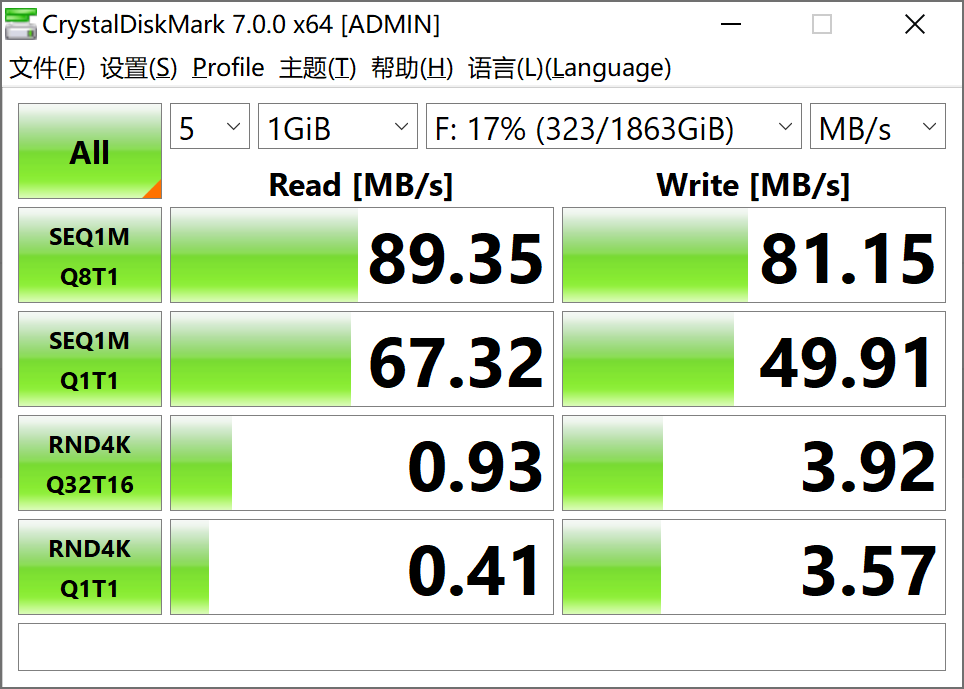 CrystalDiskMark 7.0.0 x64 [ADMIN]
文件(F) 设置(S) Profile 主题(T) 帮助(H) 语言(L)(Language)
All 5 1GiB F: 17% (323/1863GiB) MB/s
Read [MB/s] Write [MB/s]
SEQ1M
Q8T1 89.35 81.15
SEQ1M
Q1T1 67.32 49.91
RND4K
Q32T16 0.93 3.92
RND4K
Q1T1 0.41 3.57